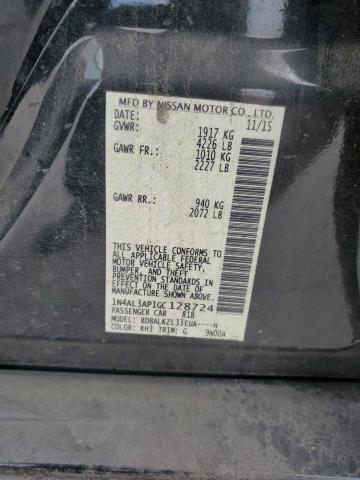 MFD BY NISSAN MOTOR CO., LTD.
DATE: 11/15
GVWR: 1917 KG
4226 LB
GAWR FR: 1010 KG
2227 LB
GAWR RR: 940 KG
2072 LB
THIS VEHICLE CONFORMS TO
ALL APPLICABLE FEDERAL
MOTOR VEHICLE SAFETY,
BUMPER, AND THEFT
PREVENTION STANDARDS
IN EFFECT ON THE DATE OF
MANUFACTURE SHOWN ABOVE.
1N4AL3AP1GC128724
PASSENGER CAR 818
MODEL: BDBALKZL33EUA----H
COLOR: KH3 TRIM: G 9N00A